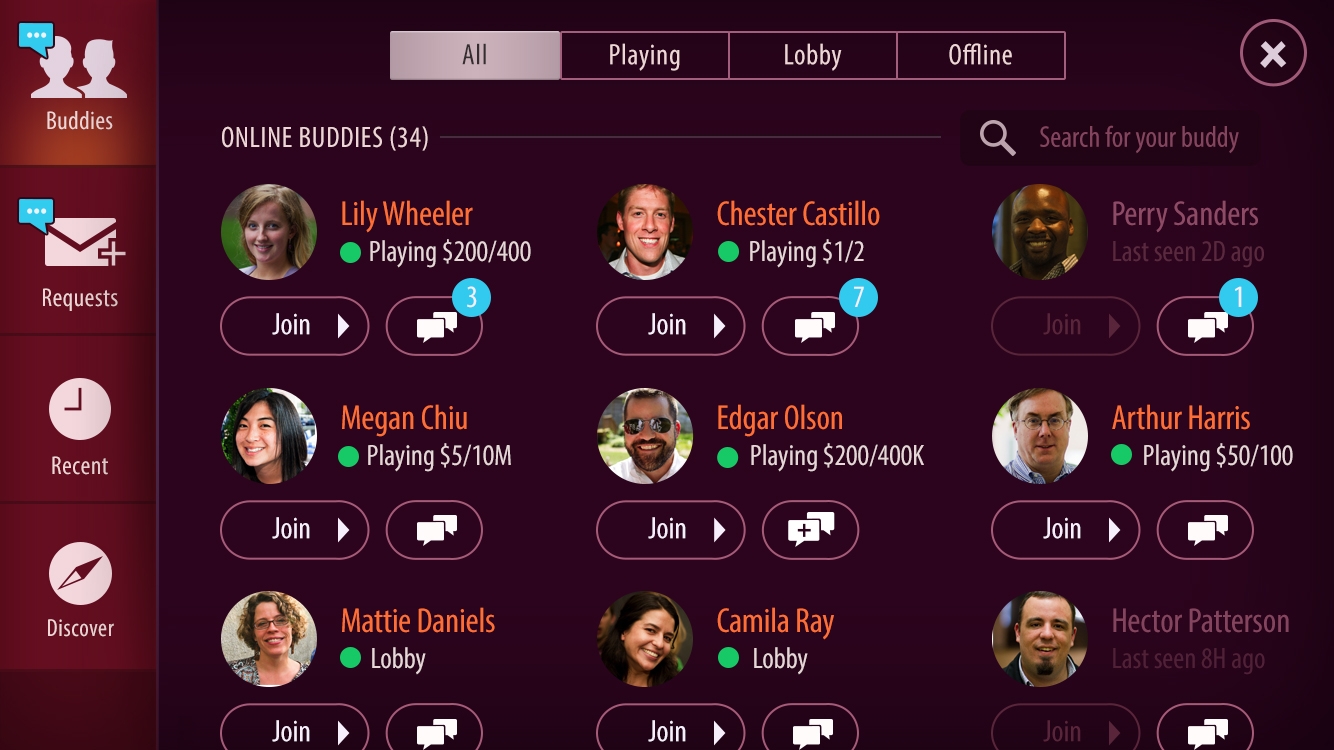 All
Playing
Lobby
Offline
Buddies
Requests
Recent
Discover
ONLINE BUDDIES (34)
Search for your buddy
Lily Wheeler
Playing $200/400
Join
3
Chester Castillo
Playing $1/2
Join
7
Perry Sanders
Last seen 2D ago
Join
1
Megan Chiu
Playing $5/10M
Join
Edgar Olson
Playing $200/400K
Join
Arthur Harris
Playing $50/100
Join
Mattie Daniels
Lobby
Join
Camila Ray
Lobby
Join
Hector Patterson
Last seen 8H ago
Join